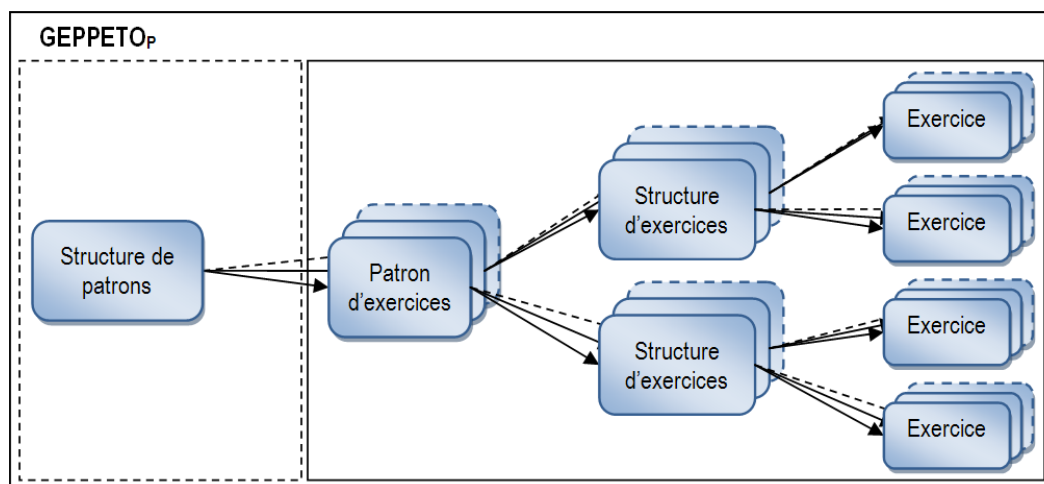 GEPPETOP
Structure de
patrons
Patron
d'exercices
Structure
d'exercices
Structure
d'exercices
Exercice
Exercice
Exercice
Exercice